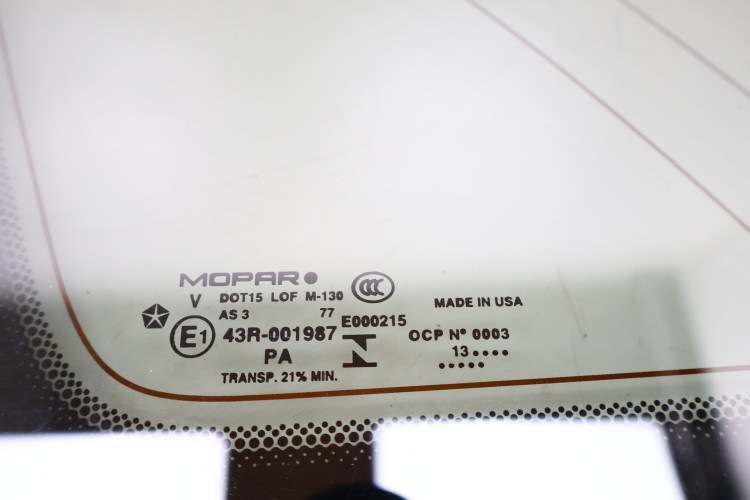 MOPAR
V DOT15 LOF M-130 CCC
AS 3 77 MADE IN USA
E1 43R-001987 E000215 OCP Nº 0003
PA 13
TRANSP. 21% MIN.